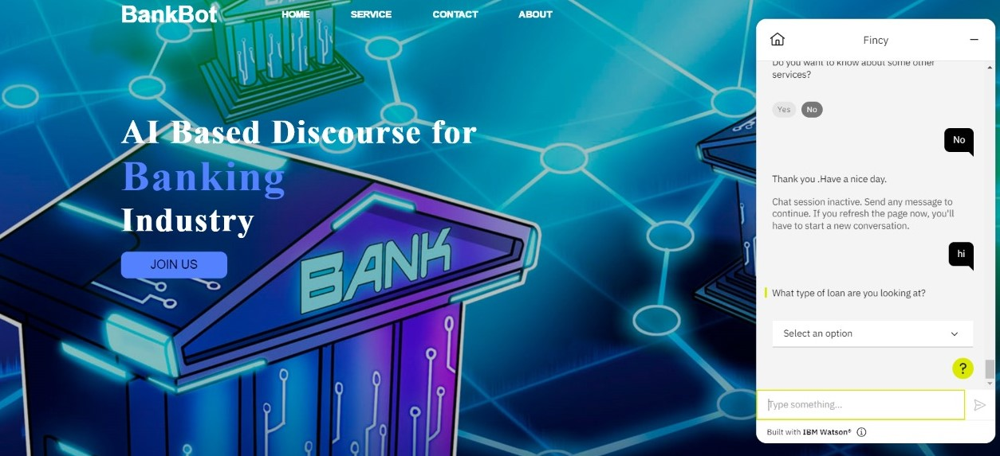 BankBot
HOME SERVICE CONTACT ABOUT
AI Based Discourse for
Banking
Industry
JOIN US
BANK
Fincy
Do you want to know about some other
services?
Yes No
No
Thank you .Have a nice day.
Chat session inactive. Send any message to
continue. If you refresh the page now, you'll
have to start a new conversation.
hi
What type of loan are you looking at?
Select an option
?
Type something...
Built with IBM Watson®